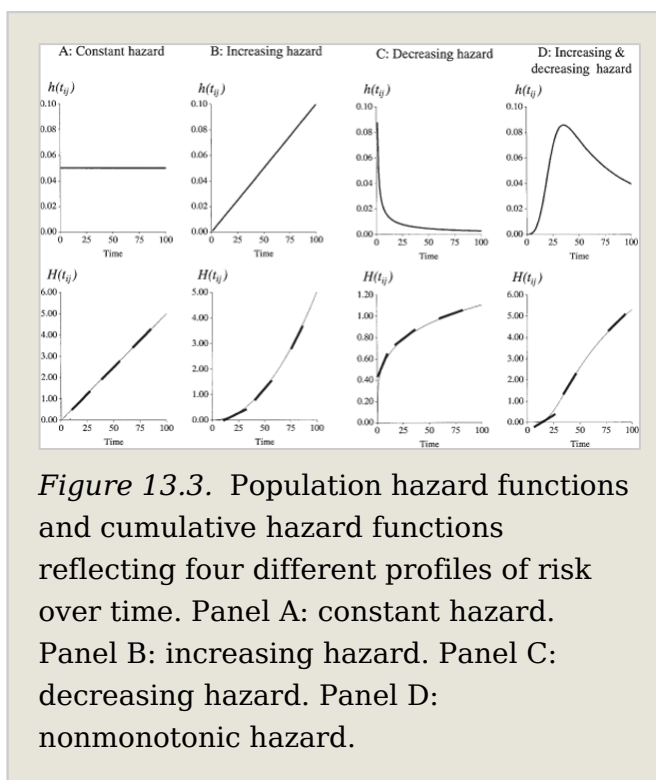 A: Constant hazard
B: Increasing hazard
C: Decreasing hazard
D: Increasing &
decreasing hazard
h(tij)
0.10
0.08
0.06
0.04
0.02
0.00
0 25 50 75 100
Time
h(tij)
0.10
0.08
0.06
0.04
0.02
0.00
0 25 50 75 100
Time
h(tij)
0.10
0.08
0.06
0.04
0.02
0.00
0 25 50 75 100
Time
h(tij)
0.10
0.08
0.06
0.04
0.02
0.00
0 25 50 75 100
Time
H(tij)
6.00
5.00
4.00
3.00
2.00
1.00
0.00
0 25 50 75 100
Time
H(tij)
5.00
4.00
3.00
2.00
1.00
0.00
0 25 50 75 100
Time
H(tij)
1.20
1.00
0.80
0.60
0.40
0.20
0.00
0 25 50 75 100
Time
H(tij)
6.00
5.00
4.00
3.00
2.00
1.00
0.00
0 25 50 75 100
Time
Figure 13.3. Population hazard functions
and cumulative hazard functions
reflecting four different profiles of risk
over time. Panel A: constant hazard.
Panel B: increasing hazard. Panel C:
decreasing hazard. Panel D:
nonmonotonic hazard.